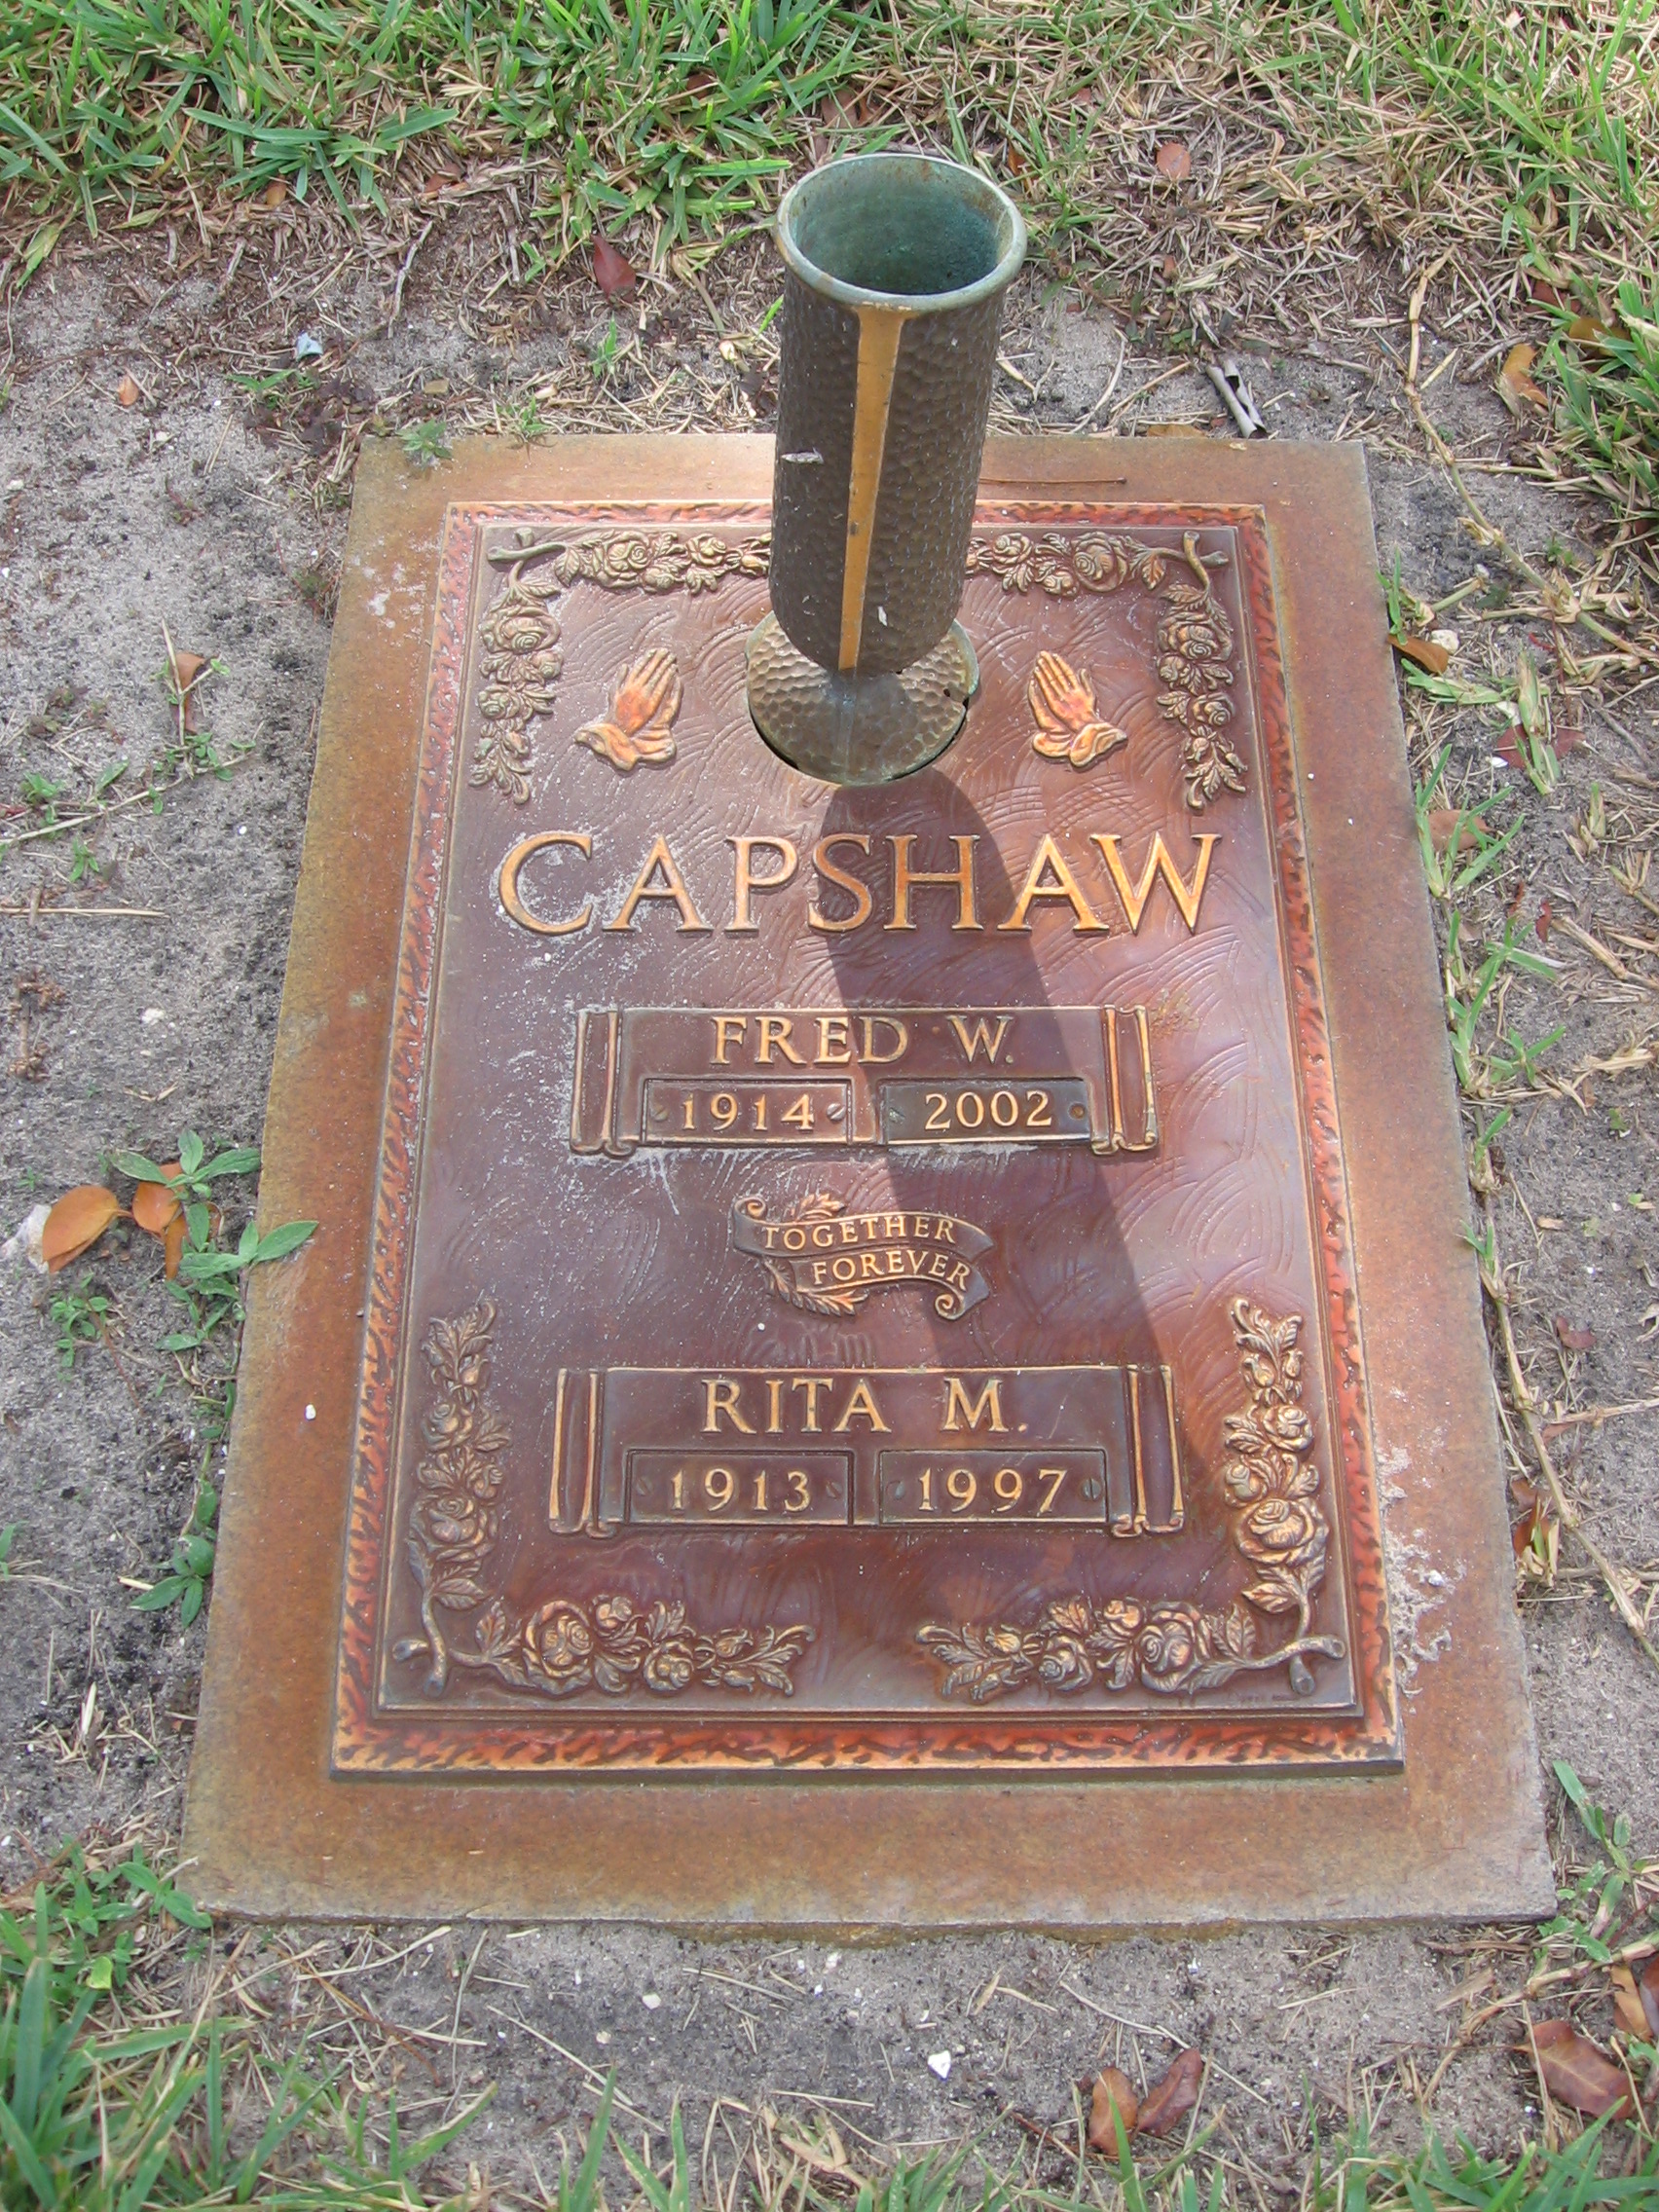 CAPSHAW
FRED W.
1914 2002
TOGETHER
FOREVER
RITA M.
1913 1997